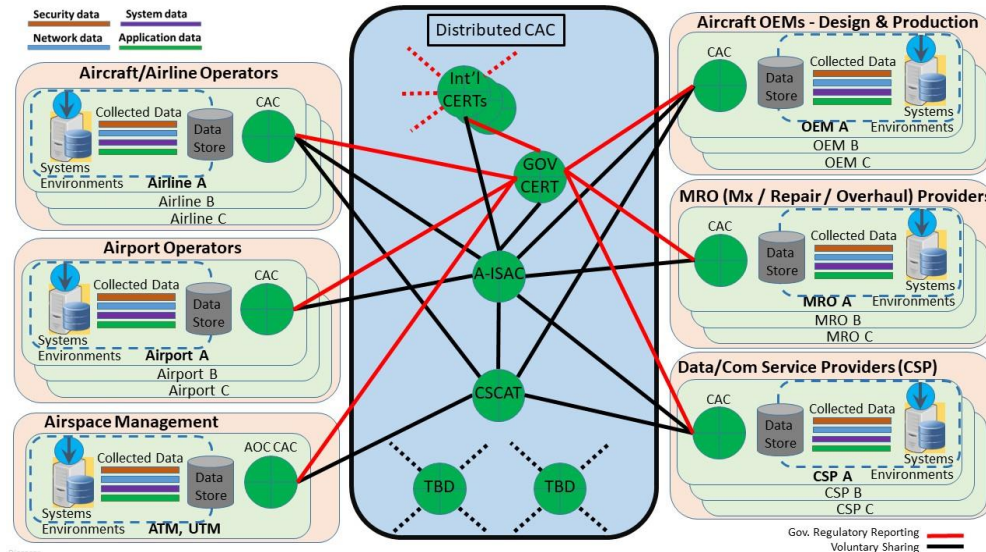 Security data
System data
Network data
Application data
Aircraft/Airline Operators
Collected Data
CAC
Data
Store
Systems
Environments
Airline A
Airline B
Airline C
Airport Operators
Collected Data
CAC
Data
Store
Systems
Environments
Airport A
Airport B
Airport C
Airspace Management
Collected Data
AOC CAC
Data
Store
Systems
Environments
ATM, UTM
Distributed CAC
Int'l
CERTs
GOV
CERT
A-ISAC
CSCAT
TBD
TBD
Aircraft OEMs - Design & Production
CAC
Collected Data
Data
Store
OEM A
Systems
Environments
OEM B
OEM C
MRO (Mx / Repair / Overhaul) Providers
CAC
Collected Data
Data
Store
MRO A
Systems
Environments
MRO B
MRO C
Data/Com Service Providers (CSP)
CAC
Collected Data
Data
Store
CSP A
Systems
Environments
CSP B
CSP C
Gov. Regulatory Reporting
Voluntary Sharing